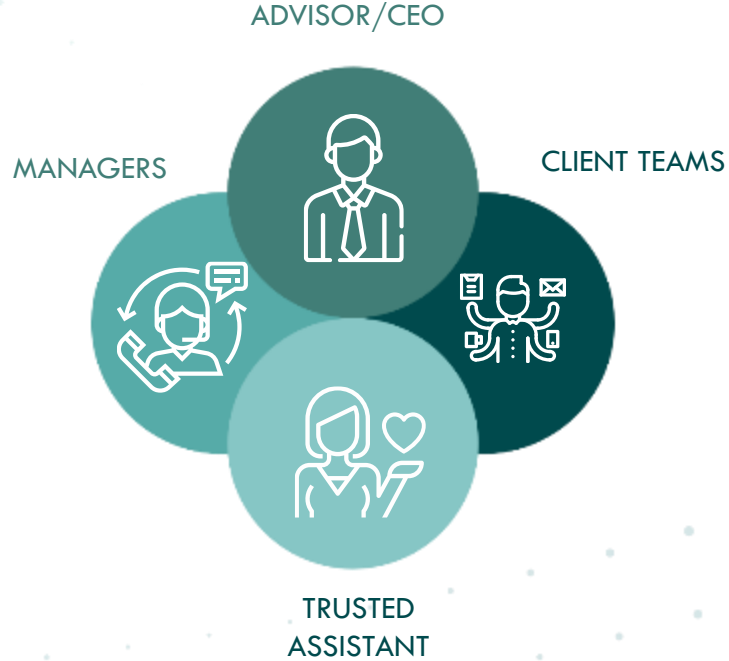 ADVISOR/CEO
MANAGERS
CLIENT TEAMS
TRUSTED
ASSISTANT